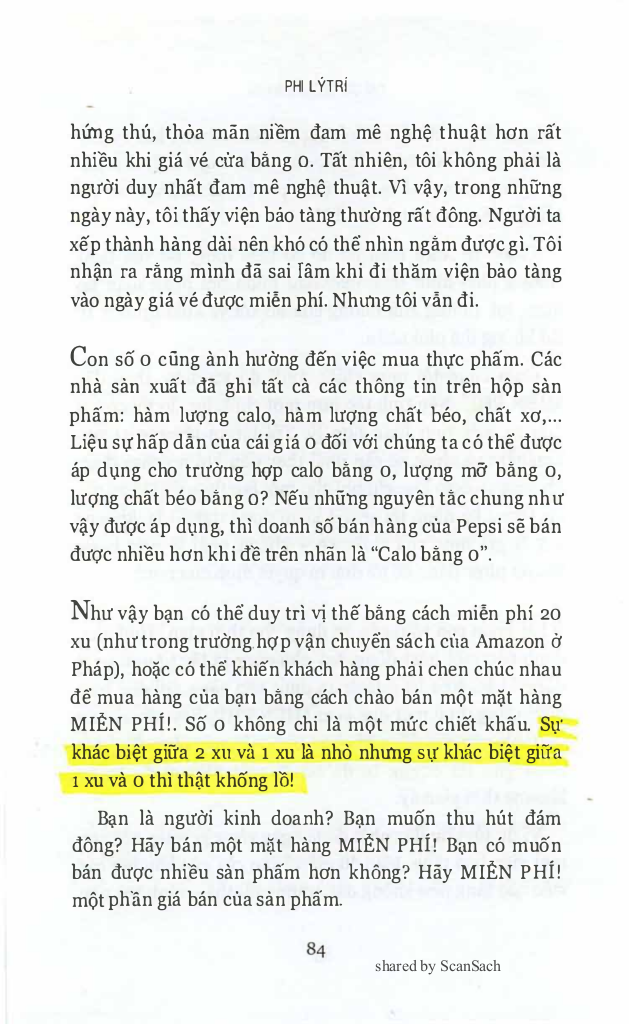 PHI LÝ TRÍ
hứng thú, thỏa mãn niềm đam mê nghệ thuật hơn rất
nhiều khi giá vé cửa bằng 0. Tất nhiên, tôi không phải là
người duy nhất đam mê nghệ thuật. Vì vậy, trong những
ngày này, tôi thấy viện bảo tàng thường rất đông. Người ta
xếp thành hàng dài nên khó có thể nhìn ngắm được gì. Tôi
nhận ra rằng mình đã sai lầm khi đi thăm viện bảo tàng
vào ngày giá vé được miễn phí. Nhưng tôi vẫn đi.
Con số 0 cũng ảnh hưởng đến việc mua thực phẩm. Các
nhà sản xuất đã ghi tất cả các thông tin trên hộp sản
phẩm: hàm lượng calo, hàm lượng chất béo, chất xơ,...
Liệu sự hấp dẫn của cái giá 0 đối với chúng ta có thể được
áp dụng cho trường hợp calo bằng 0, lượng mỡ bằng 0,
lượng chất béo bằng 0? Nếu những nguyên tắc chung như
vậy được áp dụng, thì doanh số bán hàng của Pepsi sẽ bán
được nhiều hơn khi đề trên nhãn là “Calo bằng 0”.
Như vậy bạn có thể duy trì vị thế bằng cách miễn phí 20
xu (như trong trường hợp vận chuyển sách của Amazon ở
Pháp), hoặc có thể khiến khách hàng phải chen chúc nhau
để mua hàng của bạn bằng cách chào bán một mặt hàng
MIỄN PHÍ!. Số 0 không chỉ là một mức chiết khấu. Sự
khác biệt giữa 2 xu và 1 xu là nhỏ nhưng sự khác biệt giữa
1 xu và 0 thì thật khổng lồ!
Bạn là người kinh doanh? Bạn muốn thu hút đám
đông? Hãy bán một mặt hàng MIỄN PHÍ! Bạn có muốn
bán được nhiều sản phẩm hơn không? Hãy MIỄN PHÍ!
một phần giá bán của sản phẩm.
84
shared by ScanSach